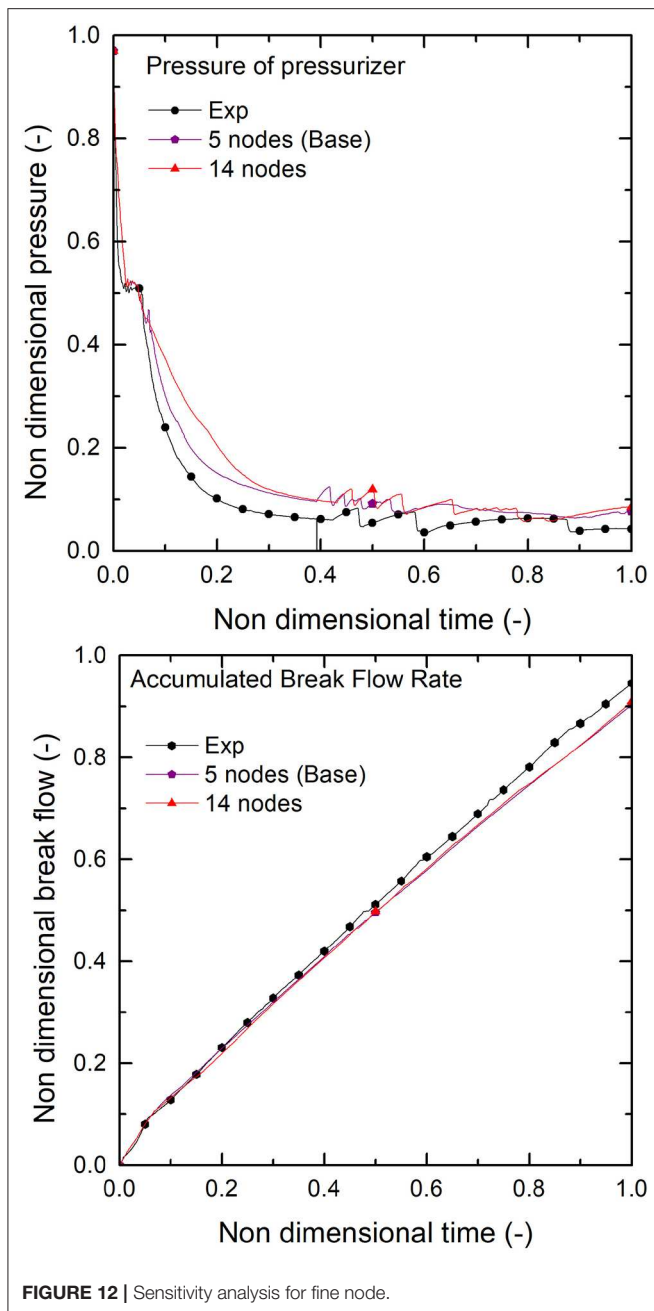 1.0
Pressure of pressurizer
Exp
5 nodes (Base)
14 nodes
0.8
0.6
0.4
0.2
0.0
Non dimensional pressure (-)
0.0 0.2 0.4 0.6 0.8 1.0
Non dimensional time (-)
1.0
Accumulated Break Flow Rate
Exp
5 nodes (Base)
14 nodes
0.8
0.6
0.4
0.2
0.0
Non dimensional break flow (-)
0.0 0.2 0.4 0.6 0.8 1.0
Non dimensional time (-)
FIGURE 12 | Sensitivity analysis for fine node.